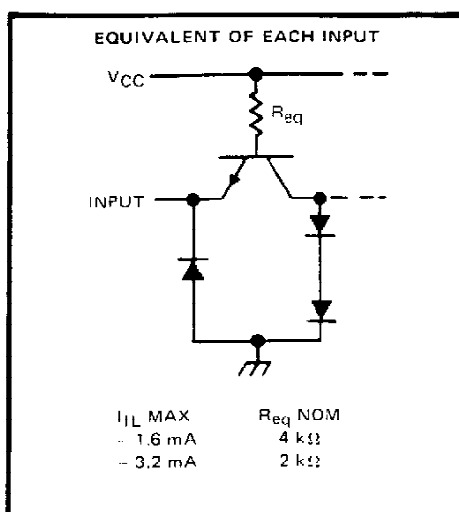 EQUIVALENT OF EACH INPUT
VCC
Req
INPUT
IIL MAX Req NOM
- 1.6 mA 4 kΩ
- 3.2 mA 2 kΩ